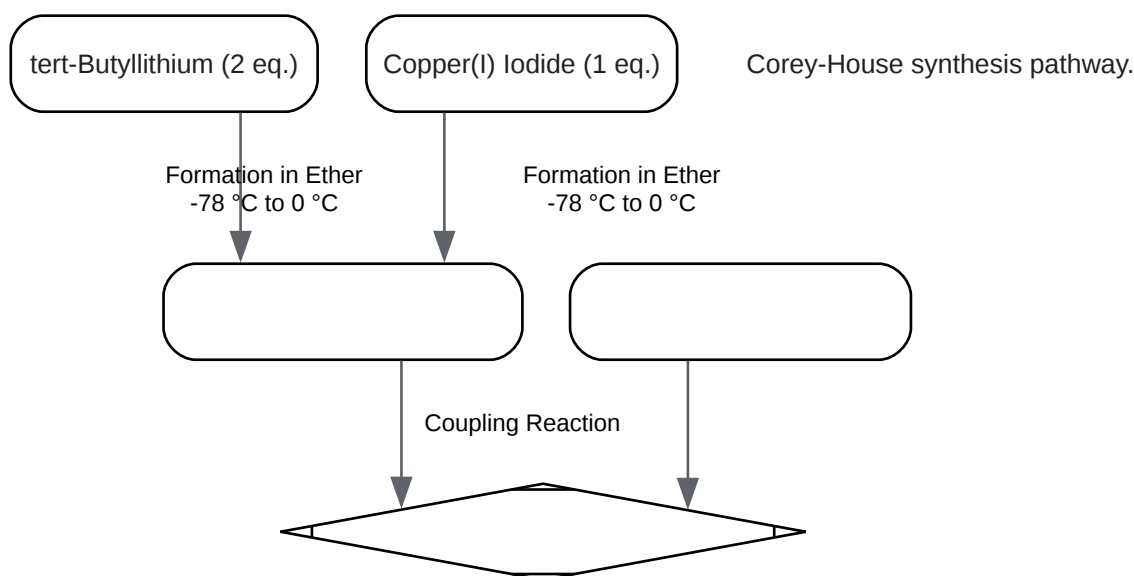 tert-Butyllithium (2 eq.)
Copper(I) Iodide (1 eq.)
Corey-House synthesis pathway.
Formation in Ether
-78 °C to 0 °C
Formation in Ether
-78 °C to 0 °C
Coupling Reaction